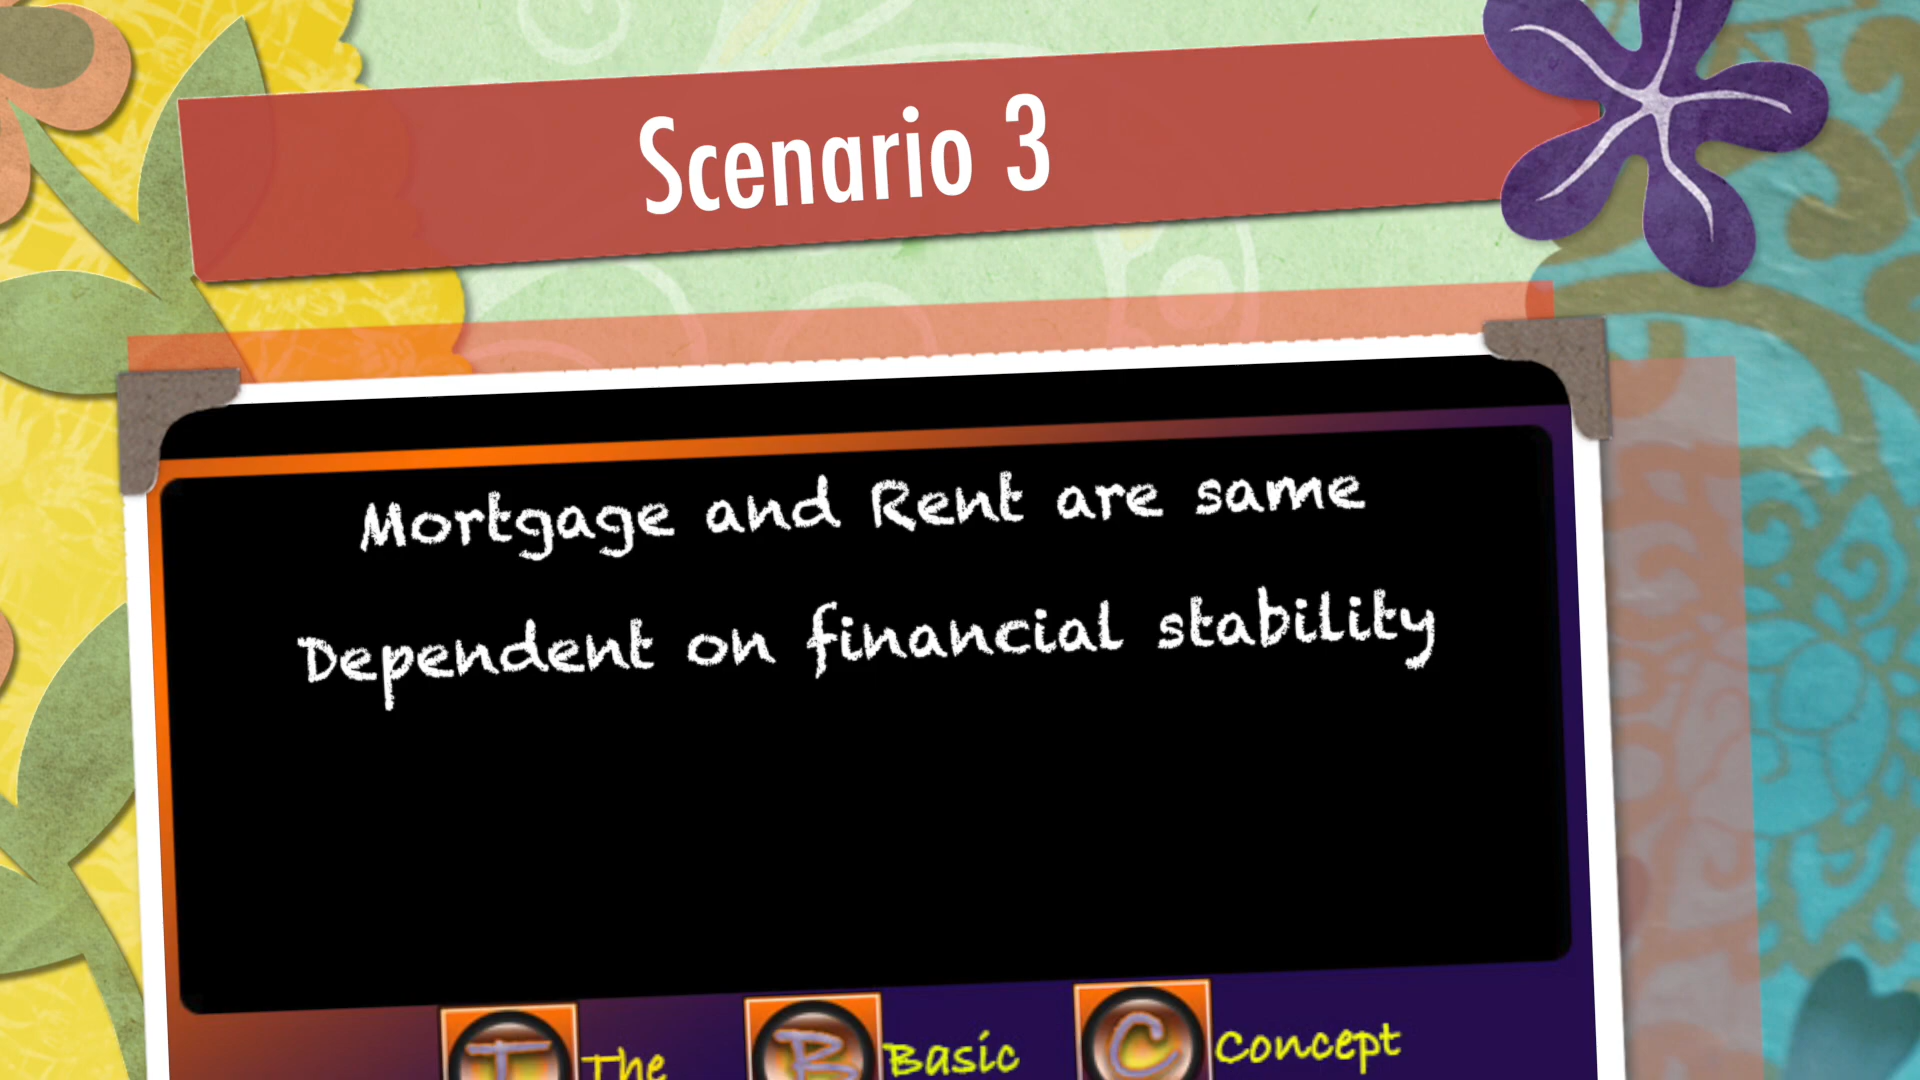 Scenario 3
Mortgage and Rent are same
Dependent on financial stability
T The B Basic C Concept